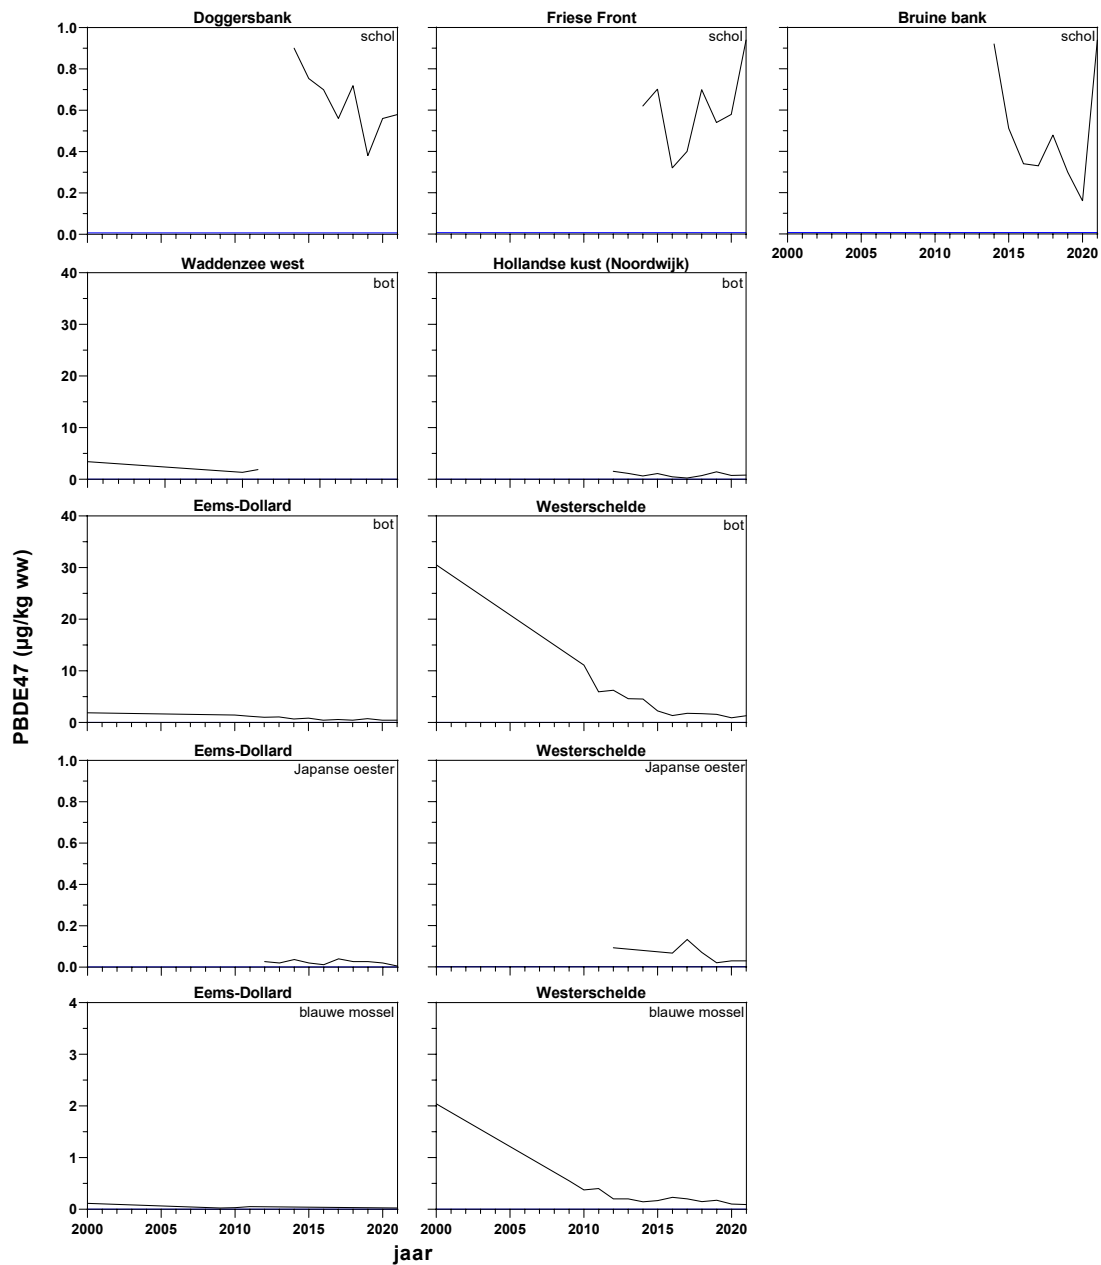 Doggersbank
schol
1.0
0.8
0.6
0.4
0.2
0.0
Friese Front
schol
Bruine bank
schol
2000 2005 2010 2015 2020
Waddenzee west
bot
40
30
20
10
0
Hollandse kust (Noordwijk)
bot
Eems-Dollard
bot
40
30
20
10
0
Westerschelde
bot
PBDE47 (µg/kg ww)
Eems-Dollard
Japanse oester
1.0
0.8
0.6
0.4
0.2
0.0
Westerschelde
Japanse oester
Eems-Dollard
blauwe mossel
4
3
2
1
0
2000 2005 2010 2015 2020
Westerschelde
blauwe mossel
2000 2005 2010 2015 2020
jaar